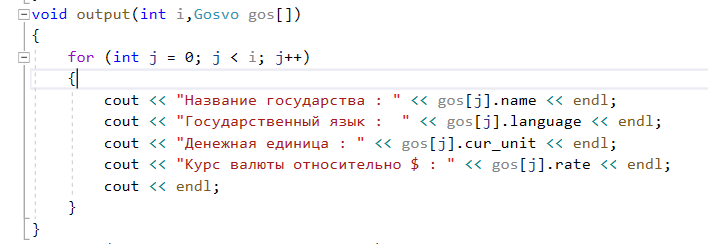 void output(int i,Gosvo gos[])
{
for (int j = 0; j < i; j++)
{
cout << "Название государства : " << gos[j].name << endl;
cout << "Государственный язык :  " << gos[j].language << endl;
cout << "Денежная единица : " << gos[j].cur_unit << endl;
cout << "Курс валюты относительно $ : " << gos[j].rate << endl;
cout << endl;
}
}